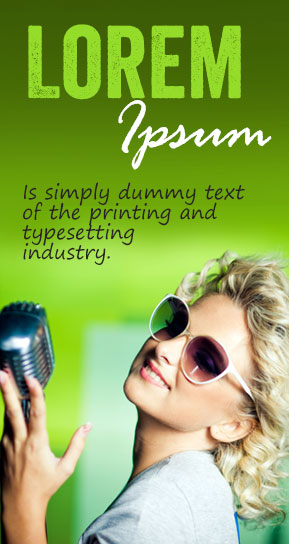 LOREM
Ipsum
Is simply dummy text
of the printing and
typesetting
industry.